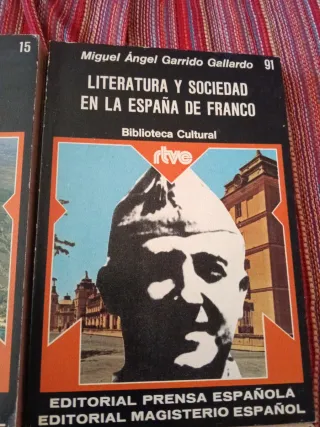 15
Miguel Ángel Garrido Gallardo 91
LITERATURA Y SOCIEDAD
EN LA ESPAÑA DE FRANCO
Biblioteca Cultural
rtve
EDITORIAL PRENSA ESPAÑOLA
EDITORIAL MAGISTERIO ESPAÑOL